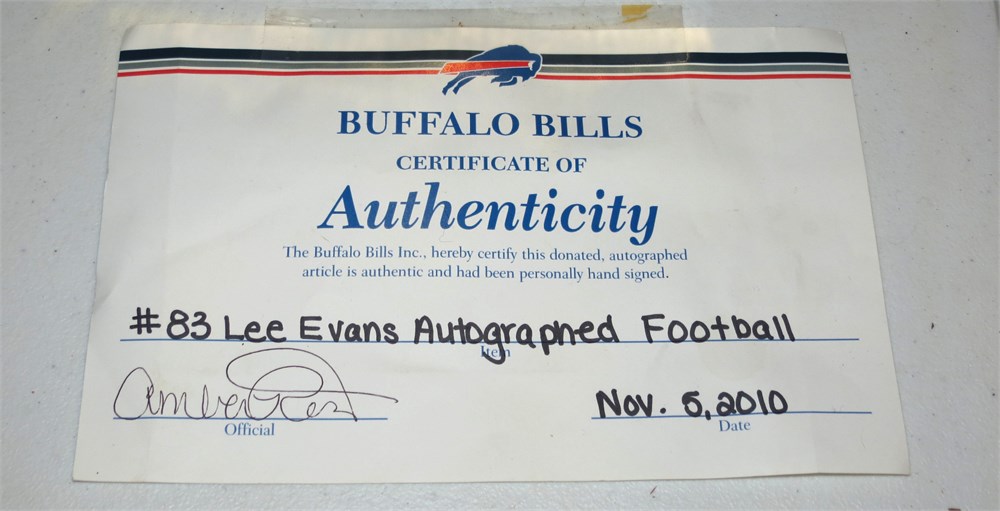 BUFFALO BILLS
CERTIFICATE OF
Authenticity
The Buffalo Bills Inc., hereby certify this donated, autographed
article is authentic and had been personally hand signed.
#83 Lee Evans Autographed Football
Item
Amber
Nov. 5, 2010
Official
Date